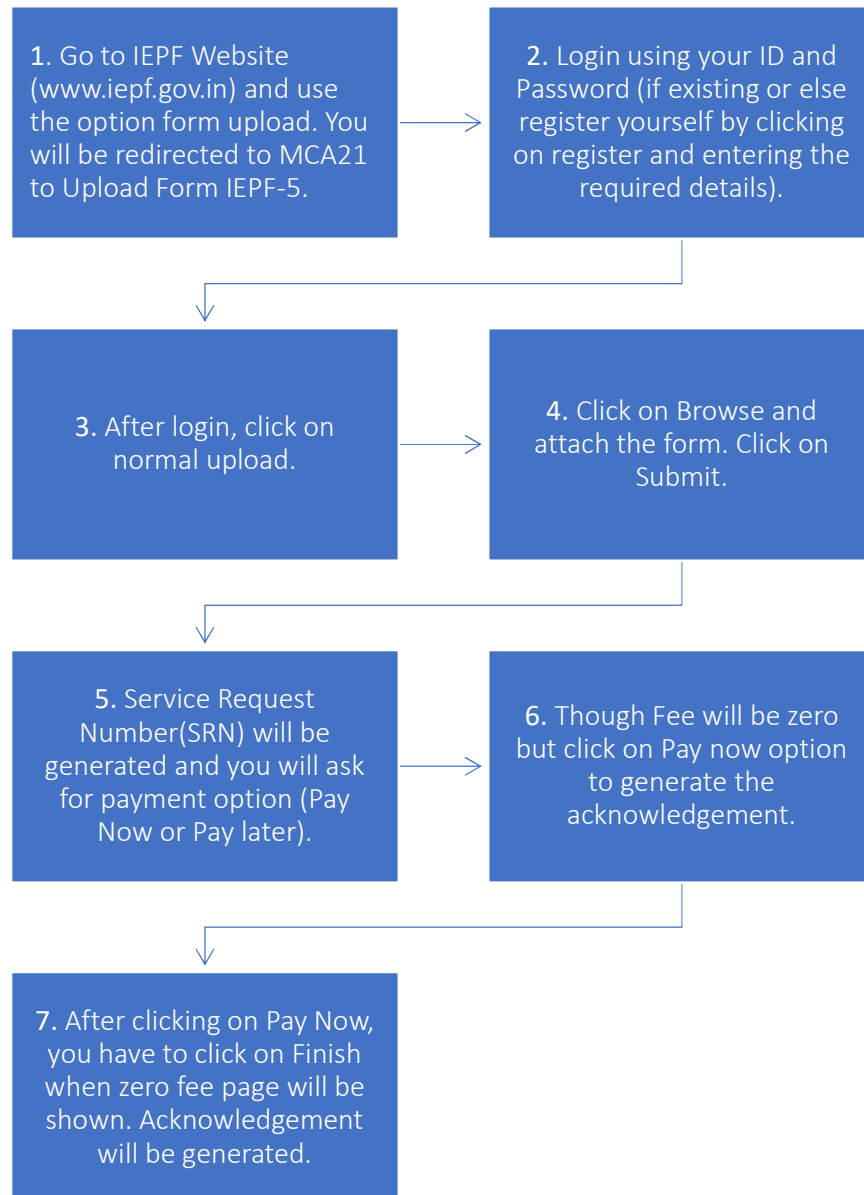 1. Go to IEPF Website
(www.iepf.gov.in) and use
the option form upload. You
will be redirected to MCA21
to Upload Form IEPF-5.
2. Login using your ID and
Password (if existing or else
register yourself by clicking
on register and entering the
required details).
3. After login, click on
normal upload.
4. Click on Browse and
attach the form. Click on
Submit.
5. Service Request
Number(SRN) will be
generated and you will ask
for payment option (Pay
Now or Pay later).
6. Though Fee will be zero
but click on Pay now option
to generate the
acknowledgement.
7. After clicking on Pay Now,
you have to click on Finish
when zero fee page will be
shown. Acknowledgement
will be generated.